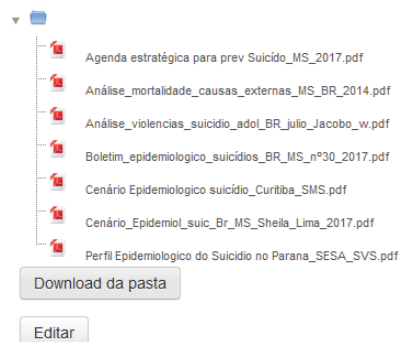 Agenda estratégica para prev Suicído_MS_2017.pdf
Análise_mortalidade_causas_externas_MS_BR_2014.pdf
Análise_violencias_suicidio_adol_BR_julio_Jacobo_w.pdf
Boletim_epidemiologico_suicídios_BR_MS_nº30_2017.pdf
Cenário Epidemiologico suicídio_Curitiba_SMS.pdf
Cenário_Epidemiol_suic_Br_MS_Sheila_Lima_2017.pdf
Perfil Epidemiologico do Suicidio no Parana_SESA_SVS.pdf
Download da pasta
Editar